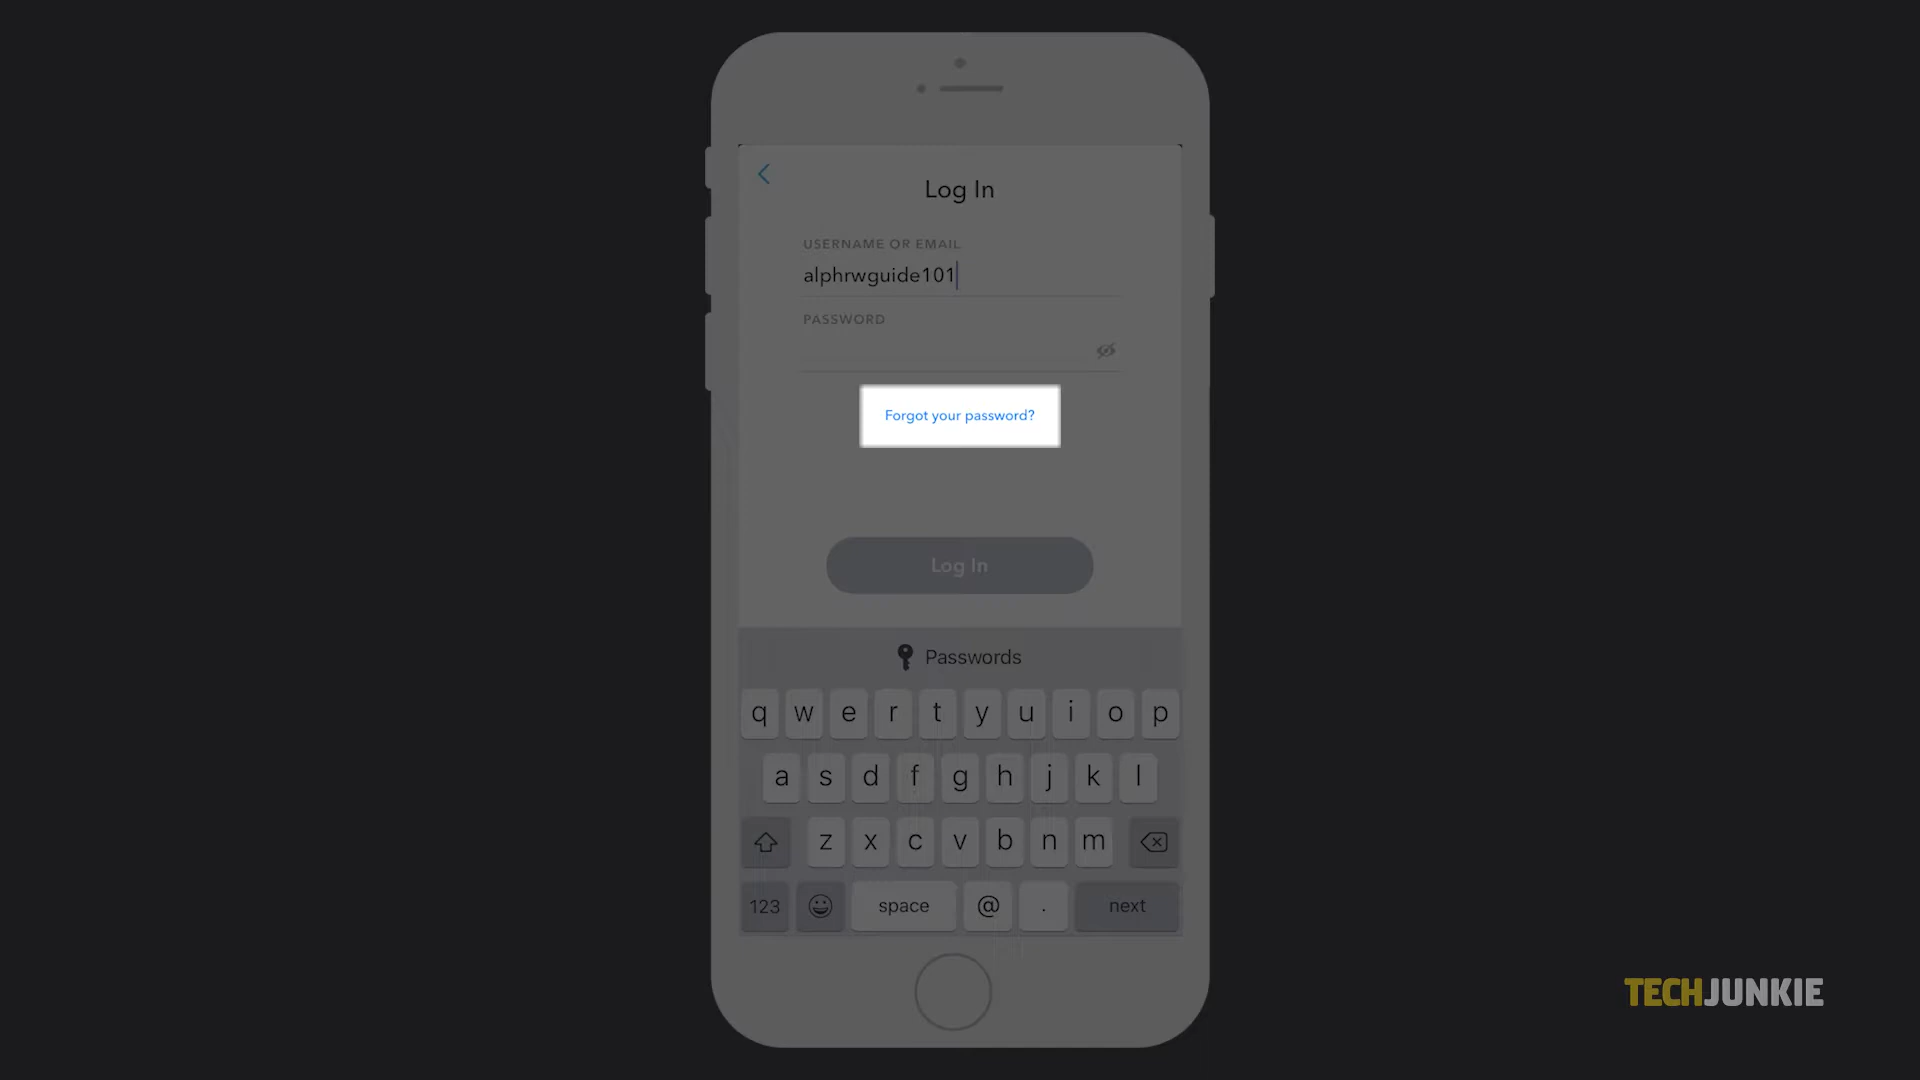 Log In
USERNAME OR EMAIL
alphrwguide101
PASSWORD
Forgot your password?
Log In
Passwords
q w e r t y u i o p
a s d f g h j k l
z x c v b n m
123 space @ . next
TECHJUNKIE